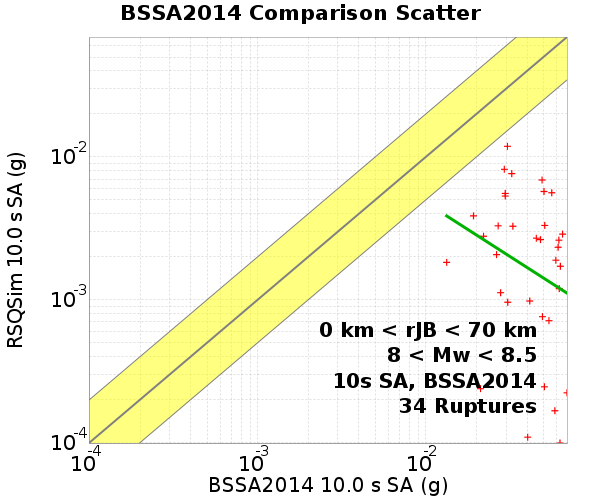 BSSA2014 Comparison Scatter
RSQSim 10.0 s SA (g)
10-2
10-3
10-4
0 km < rJB < 70 km
8 < Mw < 8.5
10s SA, BSSA2014
34 Ruptures
10-4 10-3 10-2
BSSA2014 10.0 s SA (g)